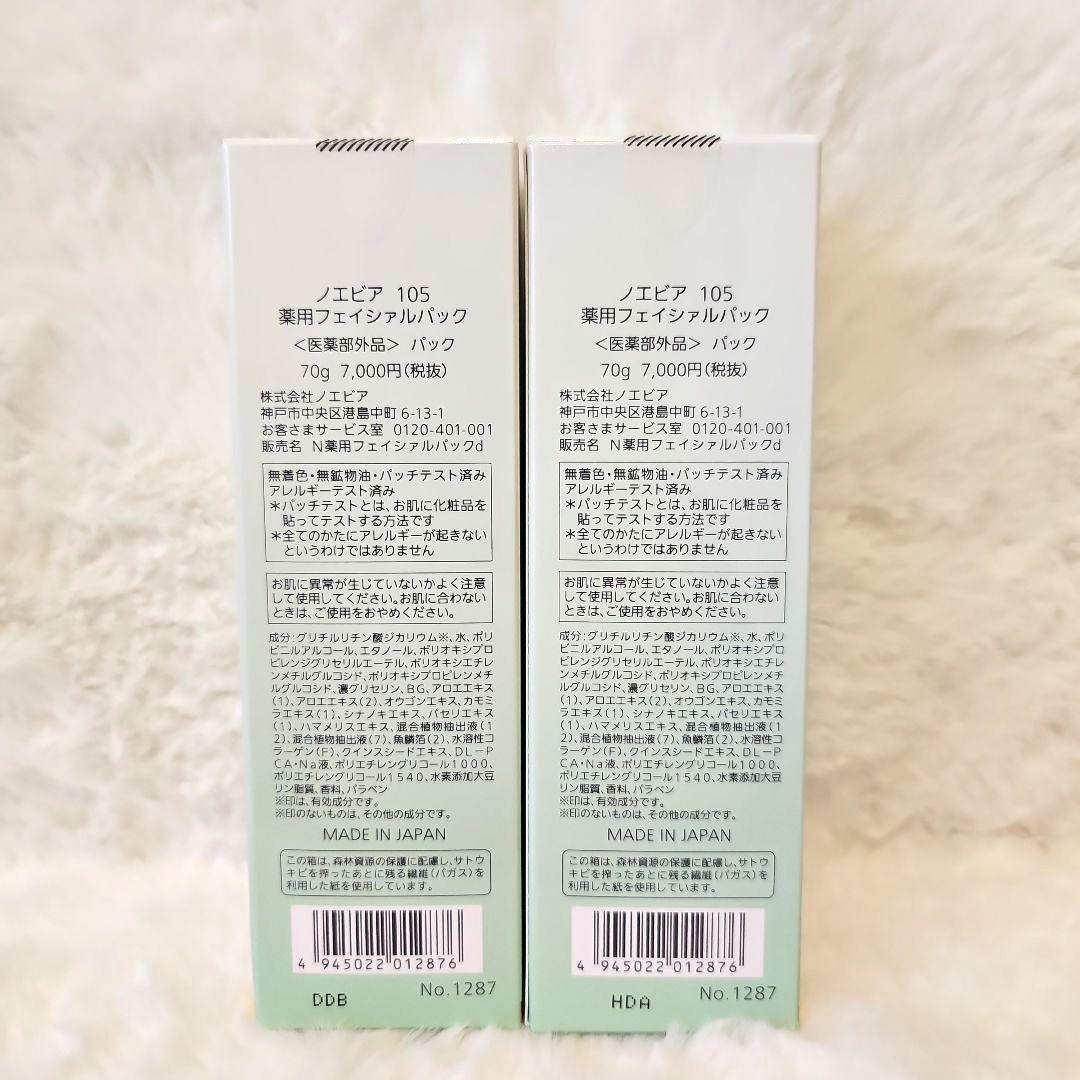 ノエビア 105
薬用フェイシャルパック
＜医薬部外品＞ パック
70g 7,000円(税抜)
株式会社ノエビア
神戸市中央区港島中町 6-13-1
お客さまサービス室 0120-401-001
販売名 N薬用フェイシャルパックd
無着色・無鉱物油・パッチテスト済み
アレルギーテスト済み
＊パッチテストとは、お肌に化粧品を
貼ってテストする方法です
＊全てのかたにアレルギーが起きない
というわけではありません
お肌に異常が生じていないかよく注意
して使用してください。お肌に合わない
ときは、ご使用をおやめください。
成分：グリチルリチン酸ジカリウム※、水、ポリ
ビニルアルコール、エタノール、ポリオキシプロ
ピレンジグリセリルエーテル、ポリオキシエチレ
ンメチルグルコシド、ポリオキシプロピレンメチ
ルグルコシド、濃グリセリン、BG、アロエエキス
(1)、アロエエキス(2)、オウゴンエキス、カモミ
ラエキス(1)、シナノキエキス、パセリエキス
(1)、ハマメリスエキス、混合植物抽出液(1
2)、混合植物抽出液(7)、魚鱗箔(2)、水溶性コ
ラーゲン(F)、クインスシードエキス、DL−P
CA・Na液、ポリエチレングリコール1000、
ポリエチレングリコール1540、水素添加大豆
リン脂質、香料、パラベン
※印は、有効成分です。
※印のないものは、その他の成分です。
MADE IN JAPAN
この箱は、森林資源の保護に配慮し、サトウ
キビを搾ったあとに残る繊維(バガス)を
利用した紙を使用しています。
4 945022 012876
DDB No.1287
ノエビア 105
薬用フェイシャルパック
＜医薬部外品＞ パック
70g 7,000円(税抜)
株式会社ノエビア
神戸市中央区港島中町 6-13-1
お客さまサービス室 0120-401-001
販売名 N薬用フェイシャルパックd
無着色・無鉱物油・パッチテスト済み
アレルギーテスト済み
＊パッチテストとは、お肌に化粧品を
貼ってテストする方法です
＊全てのかたにアレルギーが起きない
というわけではありません
お肌に異常が生じていないかよく注意
して使用してください。お肌に合わない
ときは、ご使用をおやめください。
成分：グリチルリチン酸ジカリウム※、水、ポリ
ビニルアルコール、エタノール、ポリオキシプロ
ピレンジグリセリルエーテル、ポリオキシエチレ
ンメチルグルコシド、ポリオキシプロピレンメチ
ルグルコシド、濃グリセリン、BG、アロエエキス
(1)、アロエエキス(2)、オウゴンエキス、カモミ
ラエキス(1)、シナノキエキス、パセリエキス
(1)、ハマメリスエキス、混合植物抽出液(1
2)、混合植物抽出液(7)、魚鱗箔(2)、水溶性コ
ラーゲン(F)、クインスシードエキス、DL−P
CA・Na液、ポリエチレングリコール1000、
ポリエチレングリコール1540、水素添加大豆
リン脂質、香料、パラベン
※印は、有効成分です。
※印のないものは、その他の成分です。
MADE IN JAPAN
この箱は、森林資源の保護に配慮し、サトウ
キビを搾ったあとに残る繊維(バガス)を
利用した紙を使用しています。
4 945022 012876
HDA No.1287